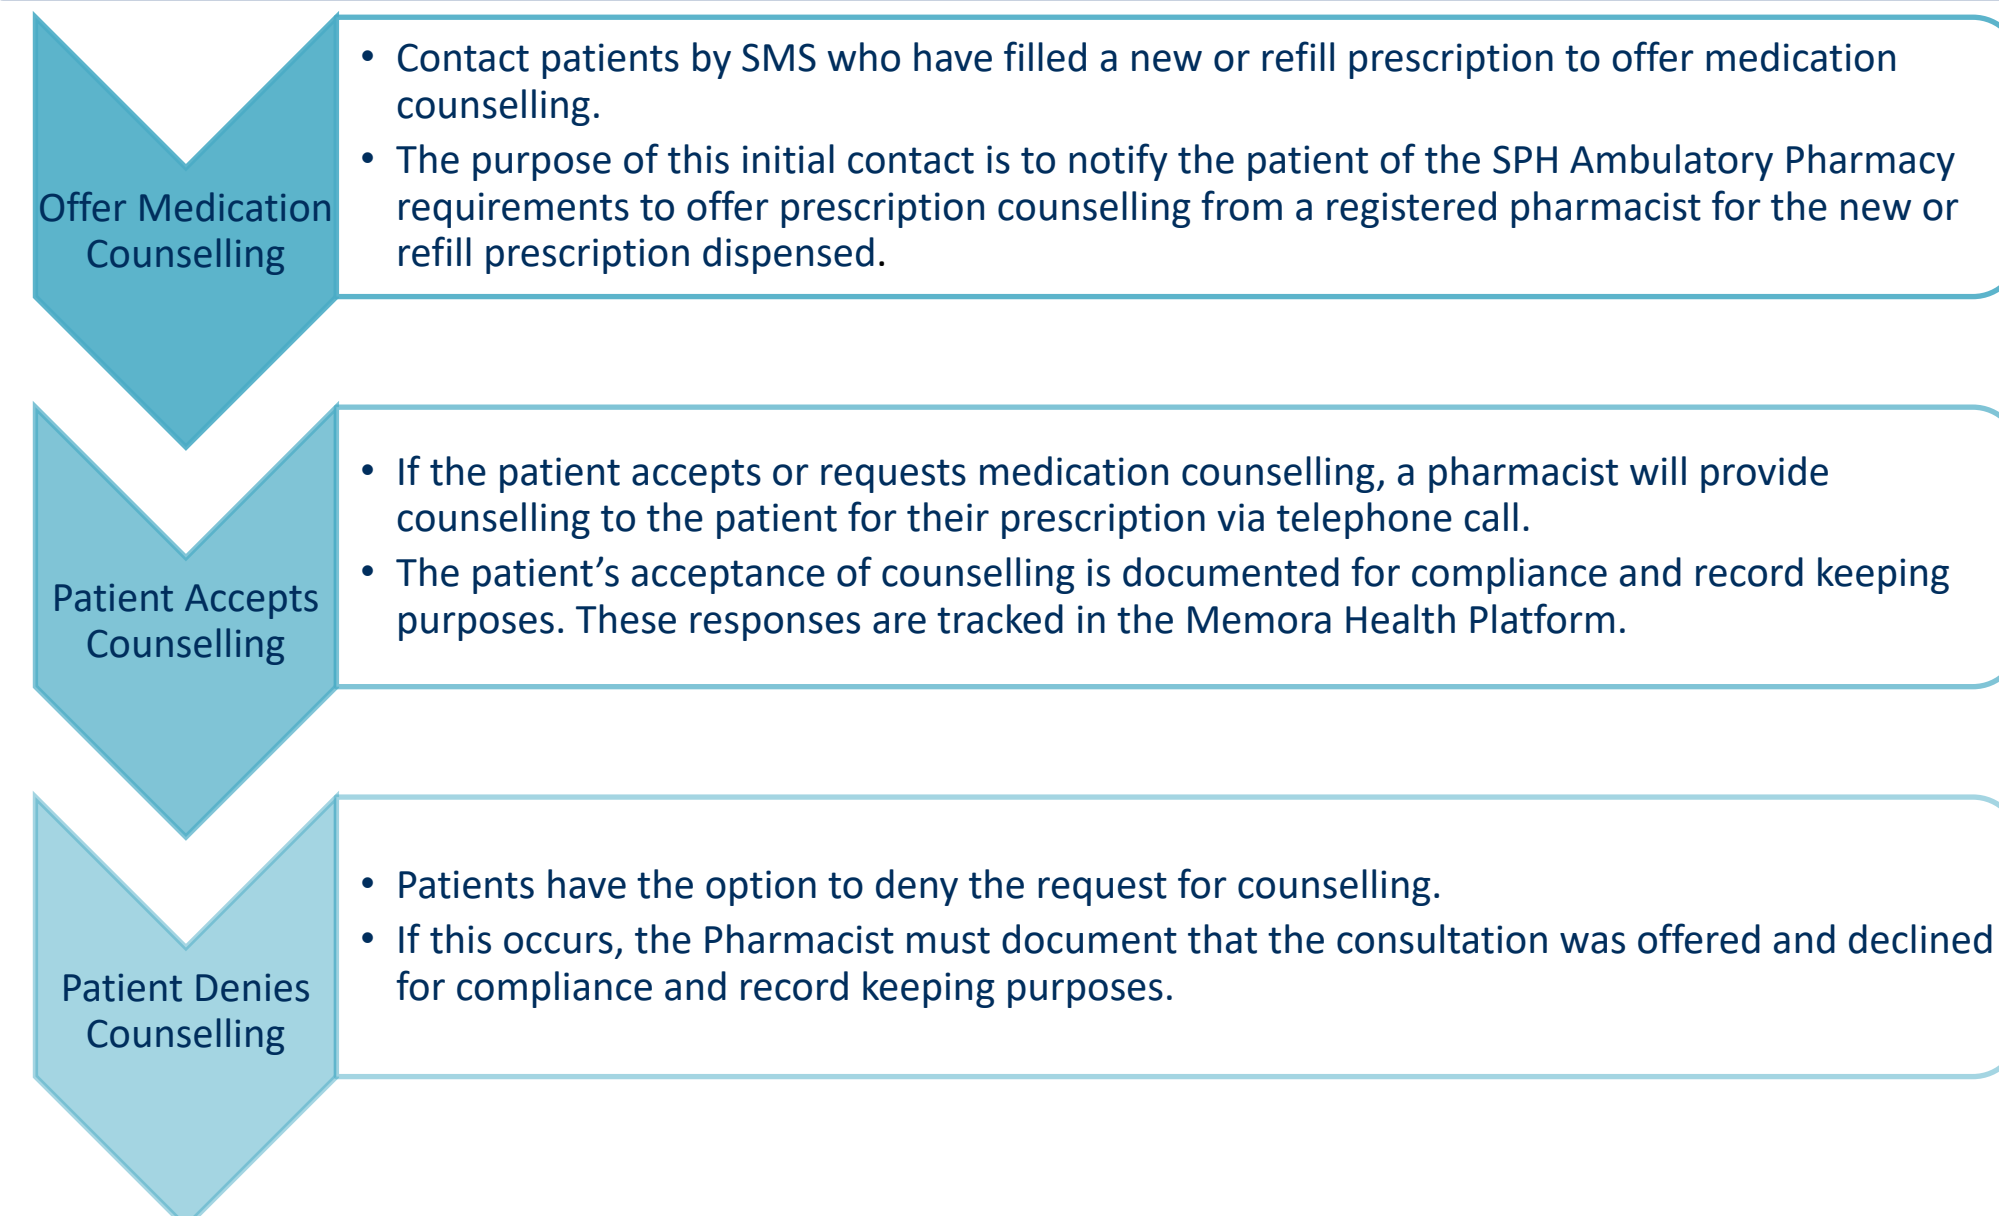 Offer Medication
Counselling
• Contact patients by SMS who have filled a new or refill prescription to offer medication
counselling.
• The purpose of this initial contact is to notify the patient of the SPH Ambulatory Pharmacy
requirements to offer prescription counselling from a registered pharmacist for the new or
refill prescription dispensed.
Patient Accepts
Counselling
• If the patient accepts or requests medication counselling, a pharmacist will provide
counselling to the patient for their prescription via telephone call.
• The patient’s acceptance of counselling is documented for compliance and record keeping
purposes. These responses are tracked in the Memora Health Platform.
Patient Denies
Counselling
• Patients have the option to deny the request for counselling.
• If this occurs, the Pharmacist must document that the consultation was offered and declined
for compliance and record keeping purposes.